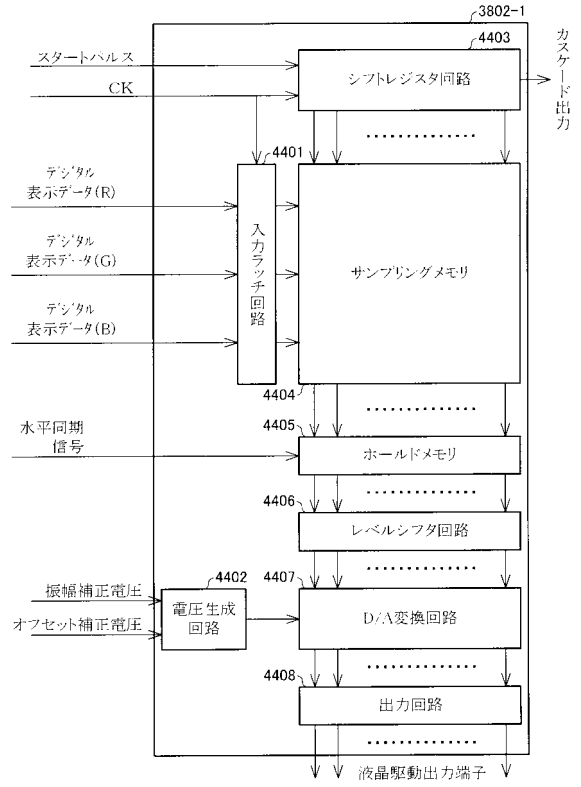 3802-1
4403
スタートパルス
シフトレジスタ回路
カスケード出力
CK
4401
デジタル
表示データ(R)
デジタル
表示データ(G)
デジタル
表示データ(B)
入力ラッチ回路
サンプリングメモリ
4404
4405
水平同期
信号
ホールドメモリ
4406
レベルシフタ回路
4402
4407
振幅補正電圧
オフセット補正電圧
電圧生成
回路
D/A変換回路
4408
出力回路
液晶駆動出力端子